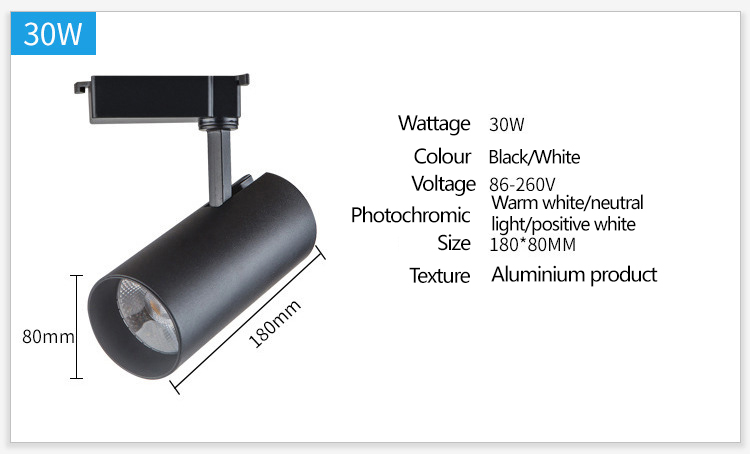 30W
Wattage 30W
Colour Black/White
Voltage 86-260V
Photochromic Warm white/neutral
light/positive white
Size 180*80MM
Texture Aluminium product
80mm
180mm